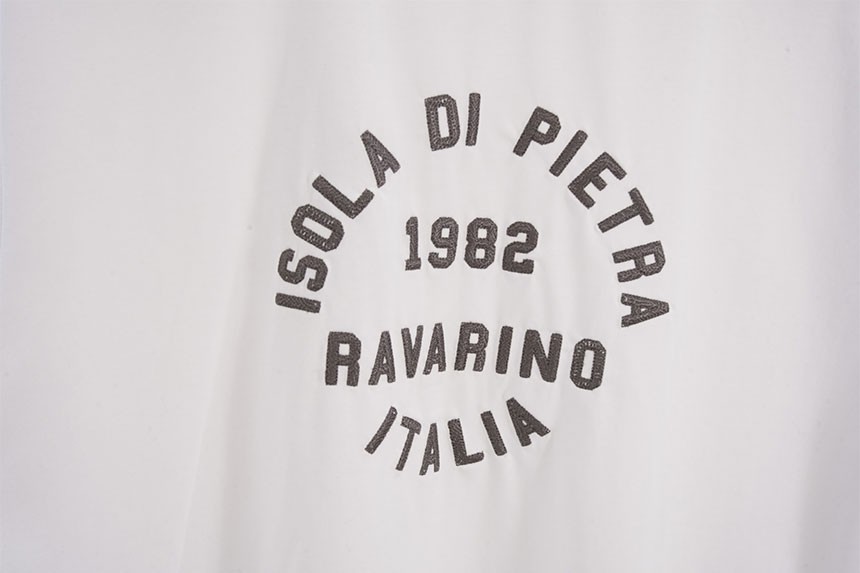 ISOLA DI PIETRA
1982
RAVARINO
ITALIA